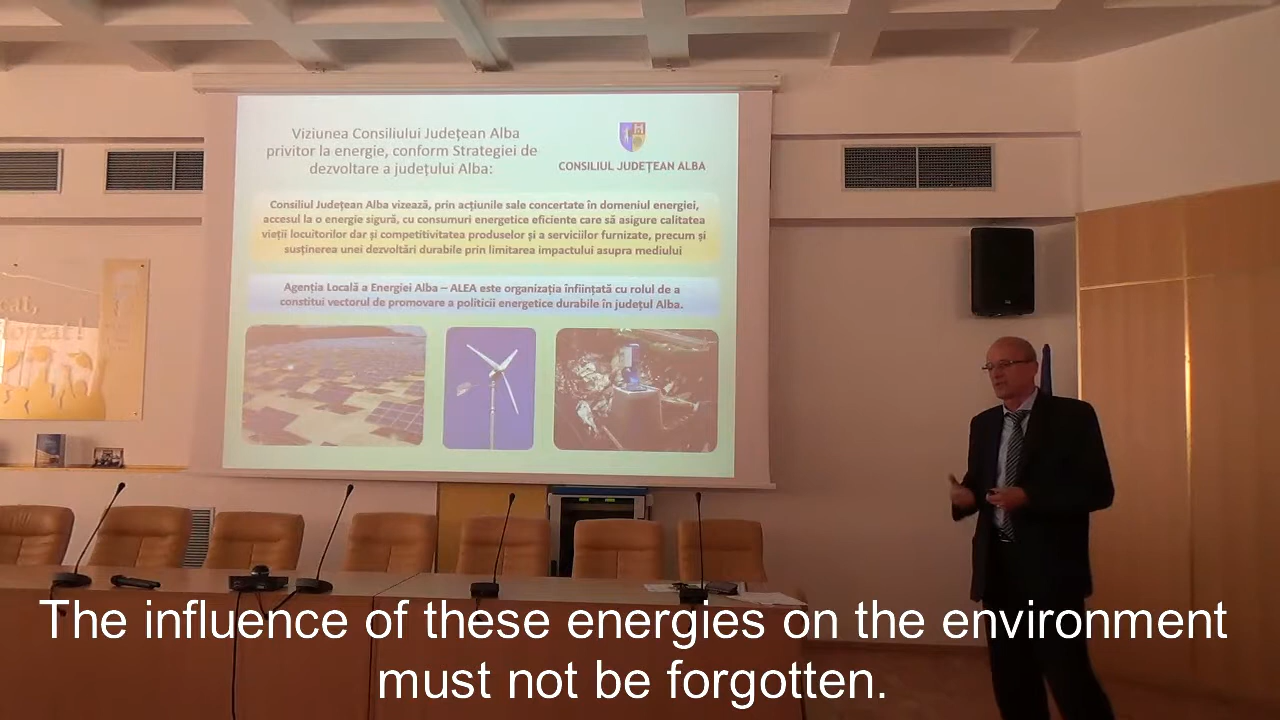 Viziunea Consiliului Județean Alba
privitor la energie, conform Strategiei de
dezvoltare a județului Alba:
CONSILIUL JUDEȚEAN ALBA
Consiliul Județean Alba vizează, prin acțiunile sale concertate în domeniul energiei,
accesul la o energie sigură, cu consumuri energetice eficiente care să asigure calitatea
vieții locuitorilor dar și competitivitatea produselor și a serviciilor furnizate, precum și
susținerea unei dezvoltări durabile prin limitarea impactului asupra mediului
Agenția Locală a Energiei Alba – ALEA este organizația înființată cu rolul de a
constitui vectorul de promovare a politicii energetice durabile în județul Alba.
The influence of these energies on the environment
must not be forgotten.